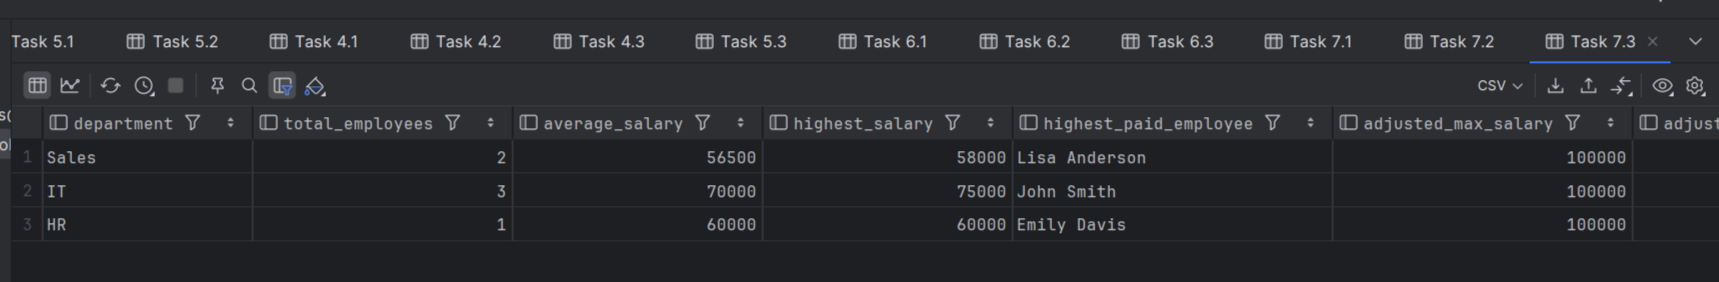 Task 5.1 Task 5.2 Task 4.1 Task 4.2 Task 4.3 Task 5.3 Task 6.1 Task 6.2 Task 6.3 Task 7.1 Task 7.2 Task 7.3
CSV
department total_employees average_salary highest_salary highest_paid_employee adjusted_max_salary adjust
1 Sales 2 56500 58000 Lisa Anderson 100000
2 IT 3 70000 75000 John Smith 100000
3 HR 1 60000 60000 Emily Davis 100000